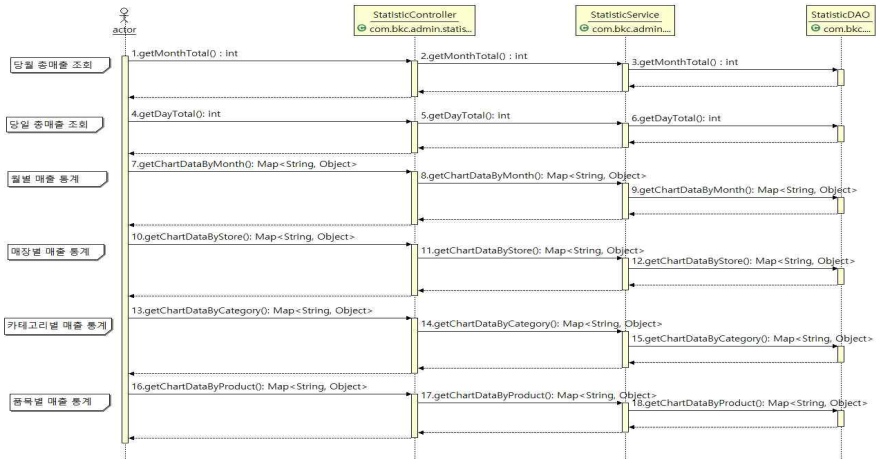 StatisticController
com.bkc.admin.statis...
StatisticService
com.bkc.admin....
StatisticDAO
com.bkc....
actor
당월 총매출 조회
1.getMonthTotal() : int
2.getMonthTotal() : int
3.getMonthTotal() : int
당일 총매출 조회
4.getDayTotal(): int
5.getDayTotal(): int
6.getDayTotal(): int
월별 매출 통계
7.getChartDataByMonth(): Map<String, Object>
8.getChartDataByMonth(): Map<String, Object>
9.getChartDataByMonth(): Map<String, Object>
매장별 매출 통계
10.getChartDataByStore(): Map<String, Object>
11.getChartDataByStore(): Map<String, Object>
12.getChartDataByStore(): Map<String, Object>
카테고리별 매출 통계
13.getChartDataByCategory(): Map<String, Object>
14.getChartDataByCategory(): Map<String, Object>
15.getChartDataByCategory(): Map<String, Object>
품목별 매출 통계
16.getChartDataByProduct(): Map<String, Object>
17.getChartDataByProduct(): Map<String, Object>
18.getChartDataByProduct(): Map<String, Object>